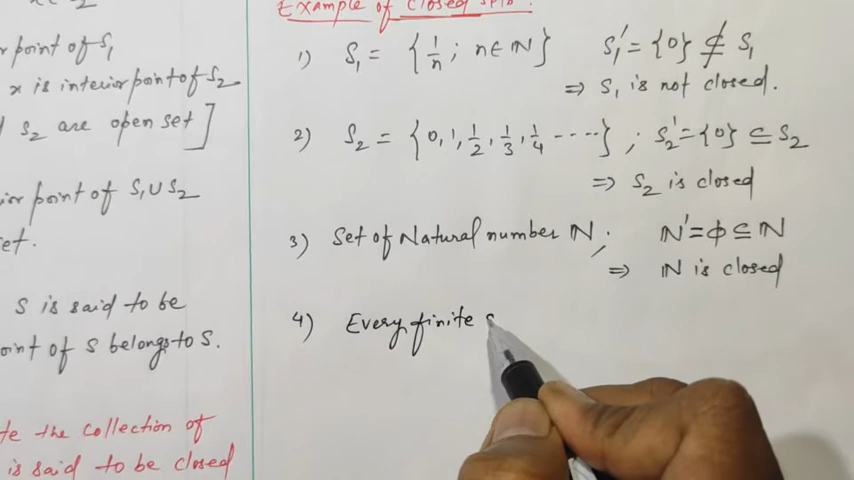 r point of S₁
x is interior point of S₂
S₂ are open set]
ior point of S₁ ∪ S₂
et.
S is said to be
oint of S belongs to S.
te the collection of
is said to be closed
Example of closed sets:
1) S₁ = {1/n ; n ∈ ℕ} S₁' = {0} ⊄ S₁
⇒ S₁ is not closed.
2) S₂ = {0, 1, 1/2, 1/3, 1/4 ----} ; S₂' = {0} ⊆ S₂
⇒ S₂ is closed
3) Set of Natural number ℕ ; ℕ' = ϕ ⊆ ℕ
⇒ ℕ is closed
4) Every finite s